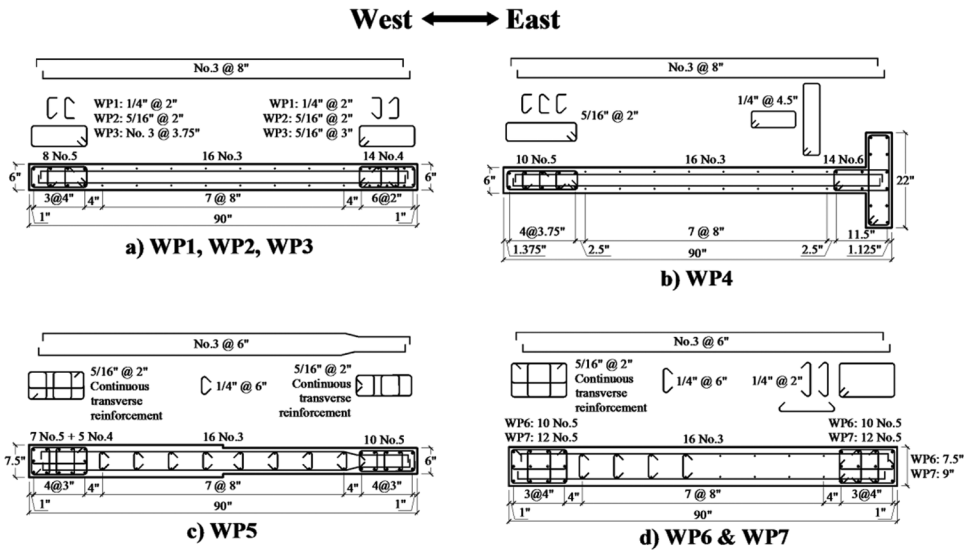 West East
No.3 @ 8"
WP1: 1/4" @ 2"
WP2: 5/16" @ 2"
WP3: No. 3 @ 3.75"
WP1: 1/4" @ 2"
WP2: 5/16" @ 2"
WP3: 5/16" @ 3"
8 No.5 16 No.3 14 No.4
6" 6"
3@4" 4" 7 @ 8" 4" 6@2"
1" 90" 1"
a) WP1, WP2, WP3
No.3 @ 8"
5/16" @ 2"
1/4" @ 4.5"
10 No.5 16 No.3 14 No.6
6" 22"
4@3.75" 7 @ 8" 11.5"
1.375" 2.5" 2.5" 1.125"
90"
b) WP4
No.3 @ 6"
5/16" @ 2"
Continuous
transverse
reinforcement
1/4" @ 6"
5/16" @ 2"
Continuous
transverse
reinforcement
7 No.5 + 5 No.4 16 No.3 10 No.5
7.5" 6"
4@3" 4" 7 @ 8" 4" 4@3"
1" 90" 1"
c) WP5
No.3 @ 6"
5/16" @ 2"
Continuous
transverse
reinforcement
1/4" @ 6"
1/4" @ 2"
WP6: 10 No.5
WP7: 12 No.5
16 No.3
WP6: 10 No.5
WP7: 12 No.5
WP6: 7.5"
WP7: 9"
3@4" 4" 7 @ 8" 4" 3@4"
1" 90" 1"
d) WP6 & WP7